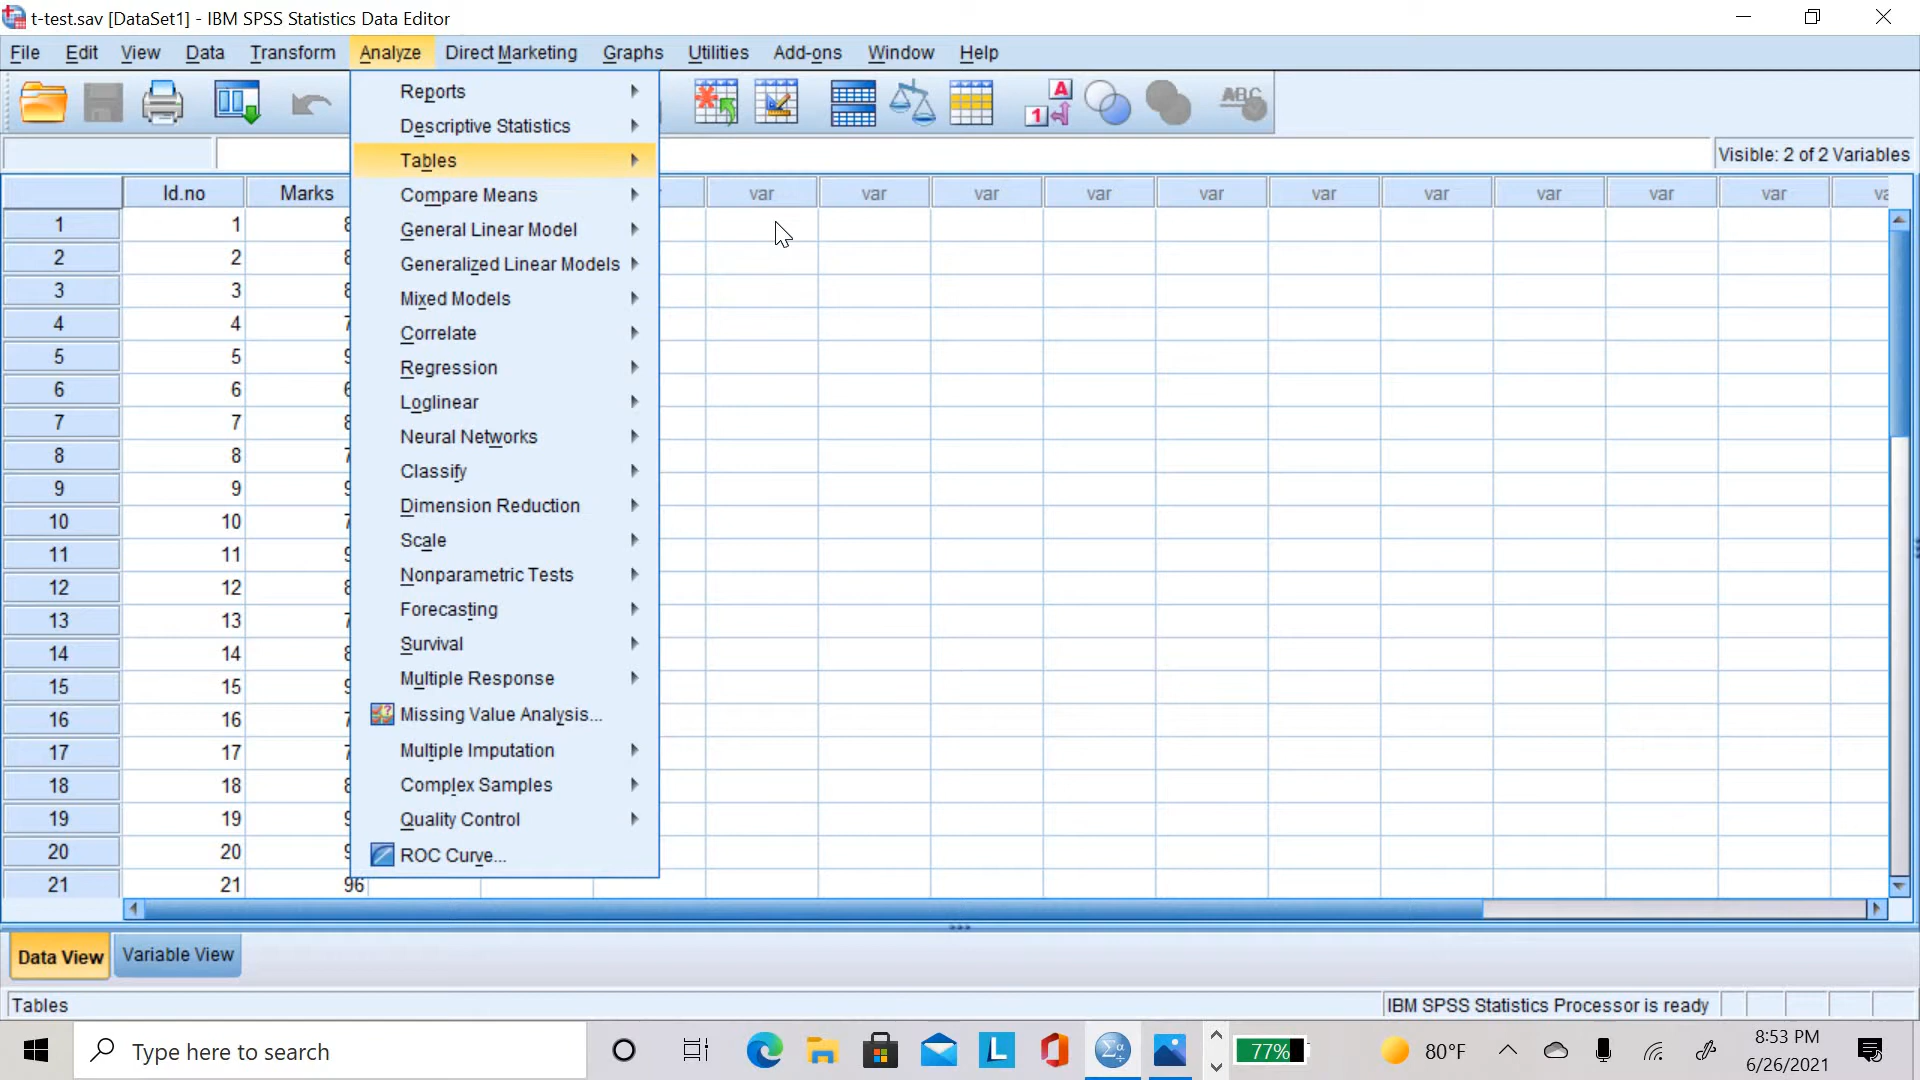 t-test.sav [DataSet1] - IBM SPSS Statistics Data Editor
File Edit View Data Transform Analyze Direct Marketing Graphs Utilities Add-ons Window Help
A
1
ABC
Visible: 2 of 2 Variables
Id.no Marks var var var var var var var var var var
Reports
Descriptive Statistics
Tables
Compare Means
General Linear Model
Generalized Linear Models
Mixed Models
Correlate
Regression
Loglinear
Neural Networks
Classify
Dimension Reduction
Scale
Nonparametric Tests
Forecasting
Survival
Multiple Response
Missing Value Analysis...
Multiple Imputation
Complex Samples
Quality Control
ROC Curve...
1 1
2 2
3 3
4 4
5 5
6 6
7 7
8 8
9 9
10 10
11 11
12 12
13 13
14 14
15 15
16 16
17 17
18 18
19 19
20 20
21 21 96
Data View Variable View
Tables
IBM SPSS Statistics Processor is ready
Type here to search
L
77%
80°F
8:53 PM
6/26/2021